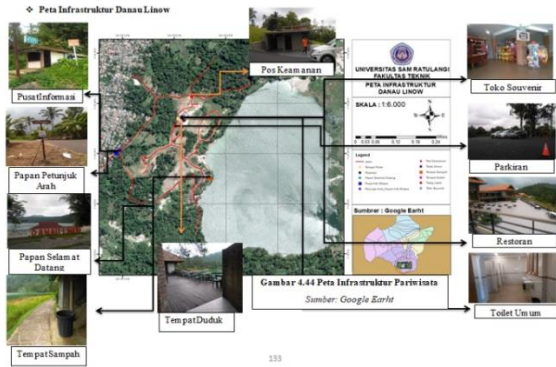 ❖ Peta Infrastruktur Danau Linow
Pusat Informasi
Papan Petunjuk
Arah
Papan Selamat
Datang
Tempat Sampah
Pos Keamanan
Tempat Duduk
UNIVERSITAS SAM RATULANGI
FAKULTAS TEKNIK
PETA INFRASTRUKTUR
DANAU LINOW
SKALA : 1:6.000
Legend
Sumbrer : Google Earht
Toko Souvenir
Parkiran
Restoran
Toilet Umum
Gambar 4.44 Peta Infrastruktur Pariwisata
Sumber: Google Earht
133